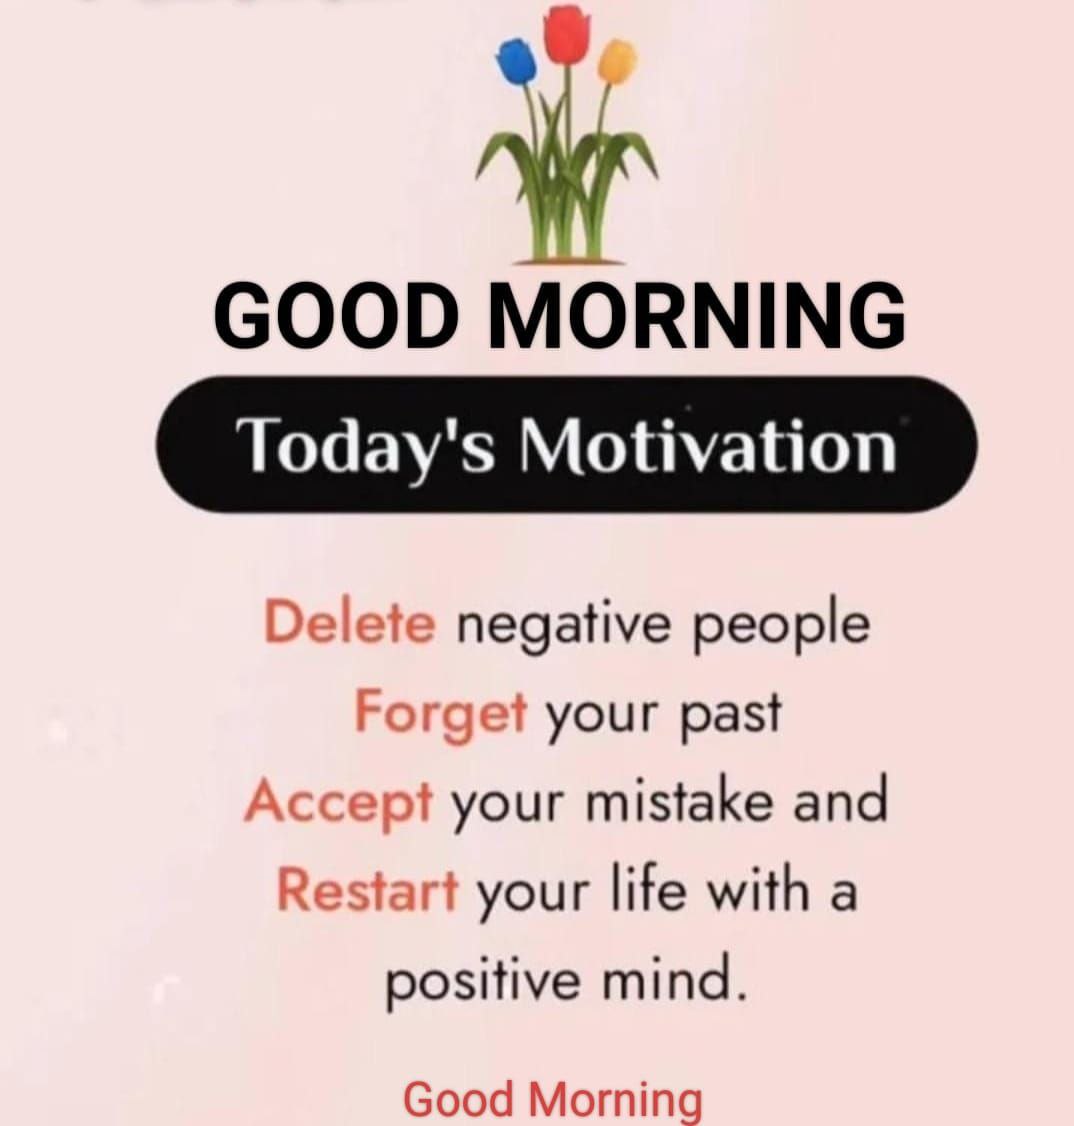 GOOD MORNING
Today's Motivation
Delete negative people
Forget your past
Accept your mistake and
Restart your life with a
positive mind.
Good Morning